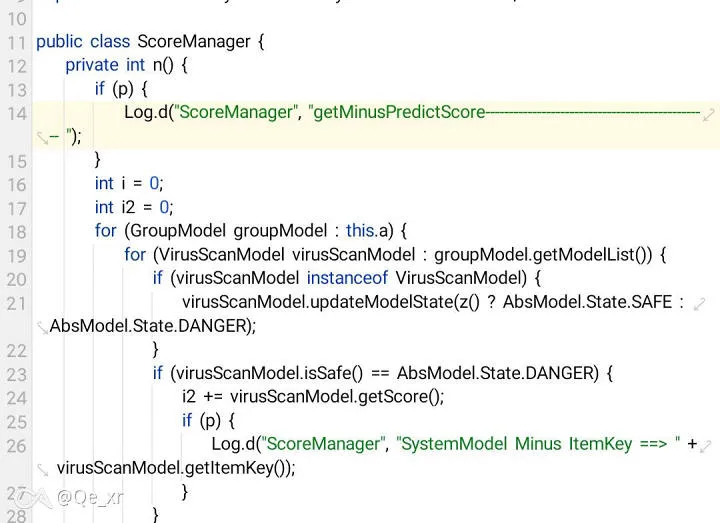 10
11 public class ScoreManager {
12 private int n() {
13 if (p) {
14 Log.d("ScoreManager", "getMinusPredictScore----------------------------------------------
-- ");
15 }
16 int i = 0;
17 int i2 = 0;
18 for (GroupModel groupModel : this.a) {
19 for (VirusScanModel virusScanModel : groupModel.getModelList()) {
20 if (virusScanModel instanceof VirusScanModel) {
21 virusScanModel.updateModelState(z() ? AbsModel.State.SAFE :
AbsModel.State.DANGER);
22 }
23 if (virusScanModel.isSafe() == AbsModel.State.DANGER) {
24 i2 += virusScanModel.getScore();
25 if (p) {
26 Log.d("ScoreManager", "SystemModel Minus ItemKey ==> " +
virusScanModel.getItemKey());
27 }
28 }
@Qe_xr